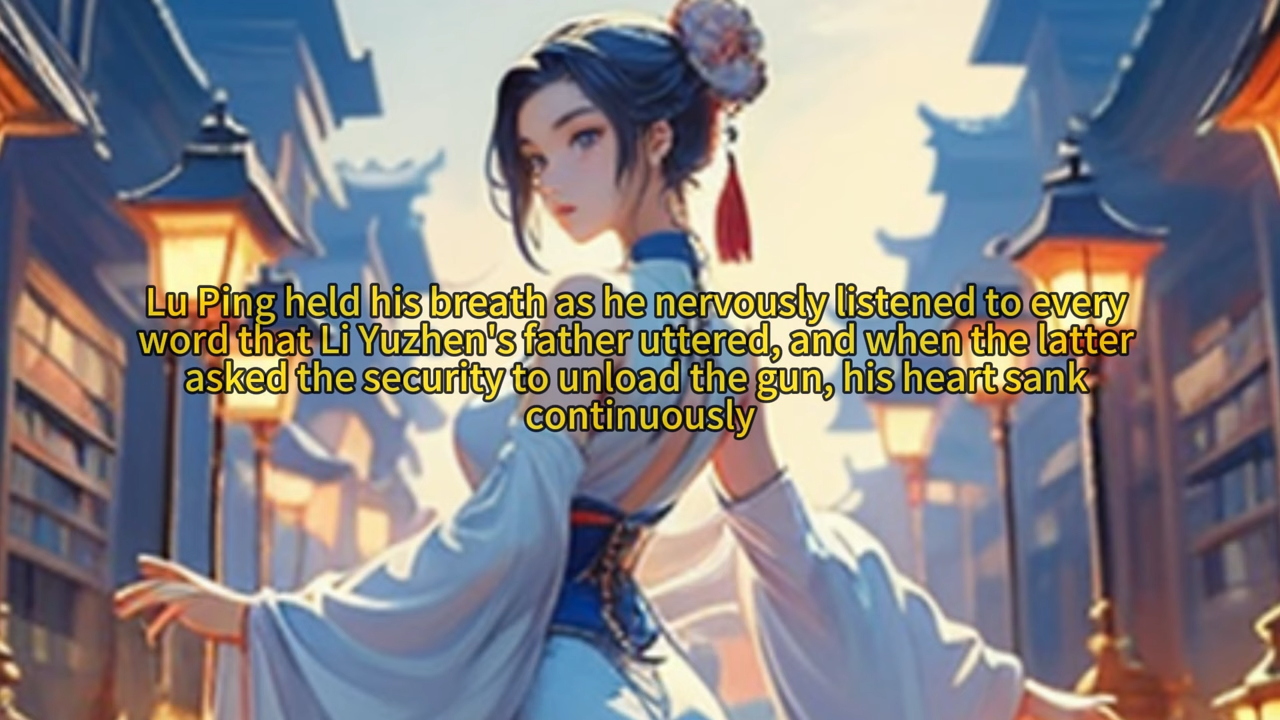 Lu Ping held his breath as he nervously listened to every
word that Li Yuzhen's father uttered, and when the latter
asked the security to unload the gun, his heart sank
continuously